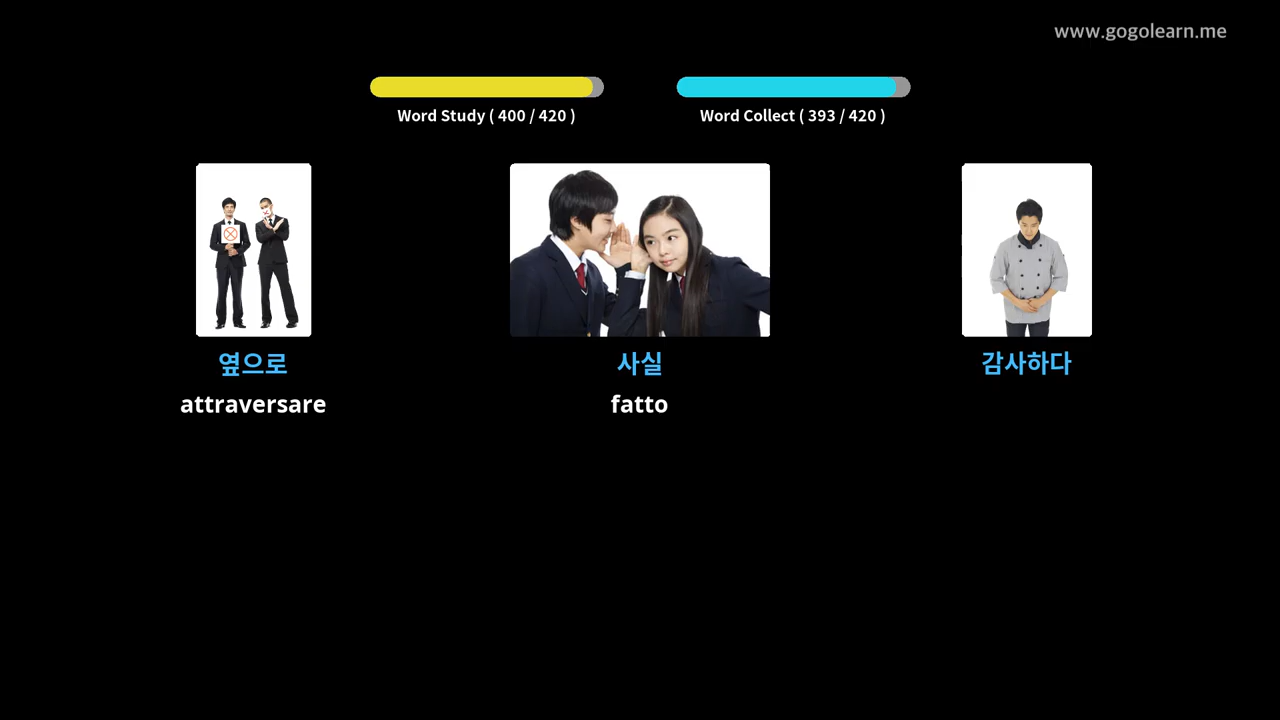 www.gogolearn.me
Word Study ( 400 / 420 )
Word Collect ( 393 / 420 )
옆으로
사실
감사하다
attraversare
fatto